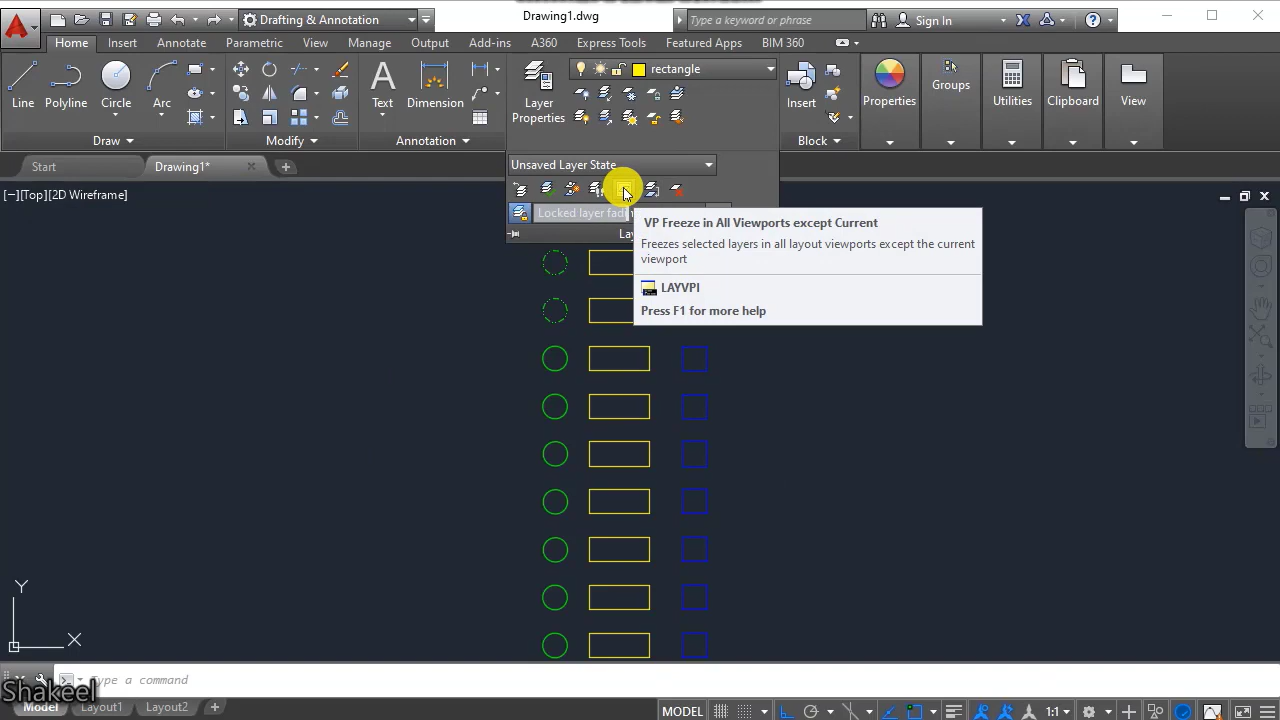 Drafting & Annotation
Drawing1.dwg
Type a keyword or phrase
Sign In
Home
Insert
Annotate
Parametric
View
Manage
Output
Add-ins
A360
Express Tools
Featured Apps
BIM 360
Line
Polyline
Circle
Arc
Text
Dimension
Layer
Properties
rectangle
Insert
Properties
Groups
Utilities
Clipboard
View
Draw
Modify
Annotation
Block
Start
Drawing1*
Unsaved Layer State
[−][Top][2D Wireframe]
Locked layer
VP Freeze in All Viewports except Current
Freezes selected layers in all layout viewports except the current
viewport
LAYVPI
Press F1 for more help
Y
X
Type a command
Shakeel
Model
Layout1
Layout2
MODEL
1:1